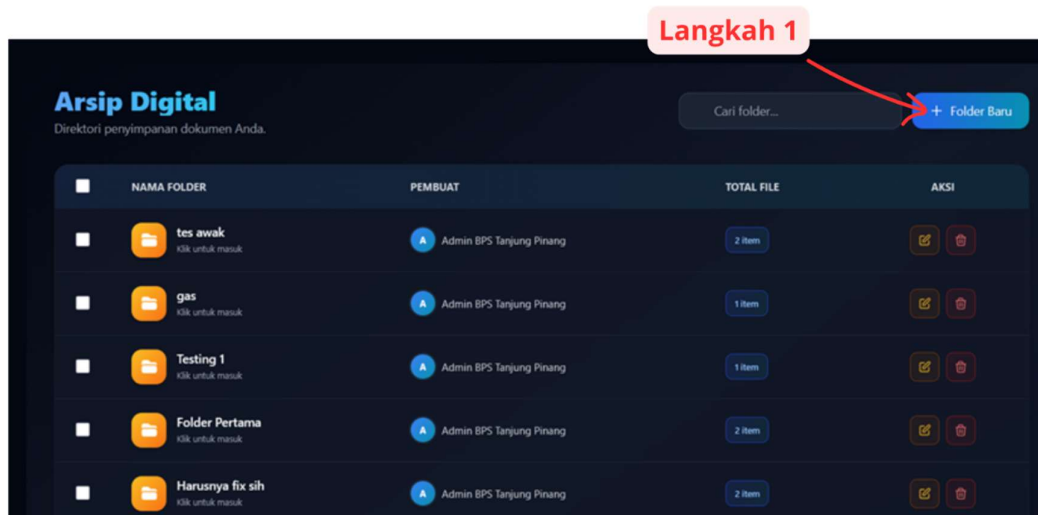 Langkah 1
Arsip Digital
Direktori penyimpanan dokumen Anda.
Cari folder...
+ Folder Baru
NAMA FOLDER PEMBUAT TOTAL FILE AKSI
tes awak
Klik untuk masuk
A Admin BPS Tanjung Pinang
2 item
gas
Klik untuk masuk
A Admin BPS Tanjung Pinang
1 item
Testing 1
Klik untuk masuk
A Admin BPS Tanjung Pinang
1 item
Folder Pertama
Klik untuk masuk
A Admin BPS Tanjung Pinang
2 item
Harusnya fix sih
Klik untuk masuk
A Admin BPS Tanjung Pinang
2 item